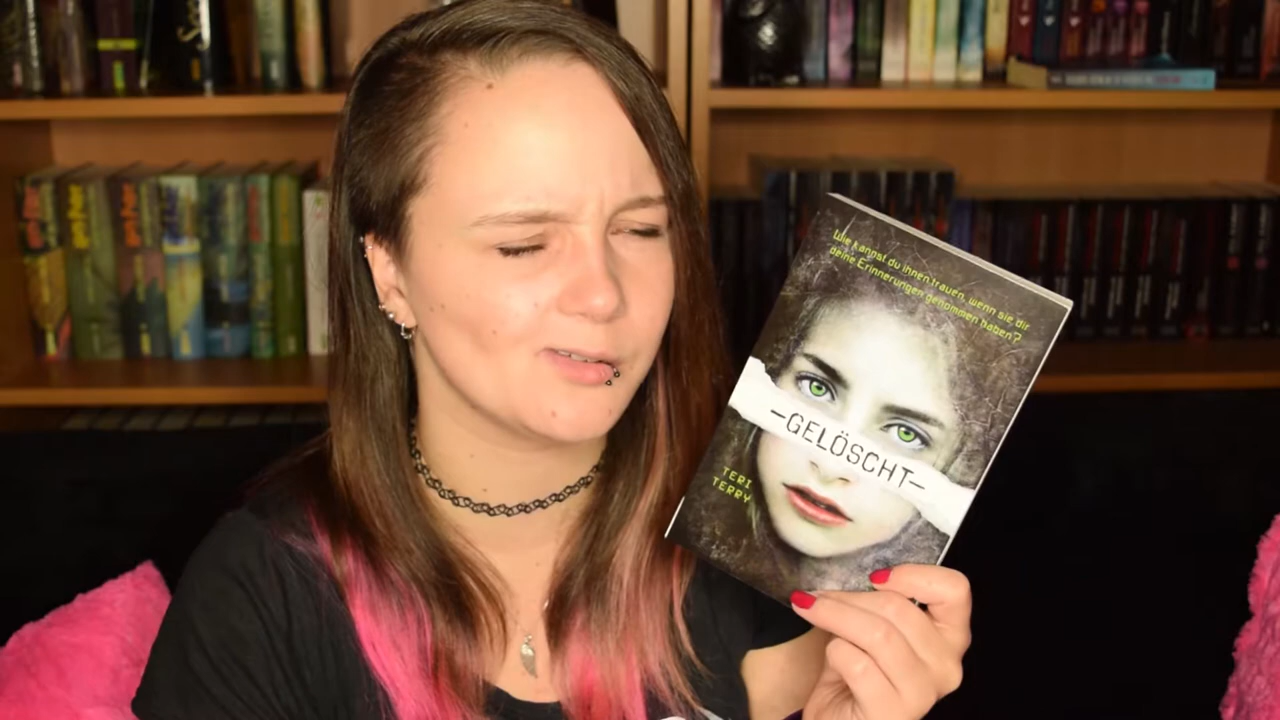 Wie kannst du ihnen trauen, wenn sie dir
deine Erinnerungen genommen haben?
—GELÖSCHT—
TERI
TERRY